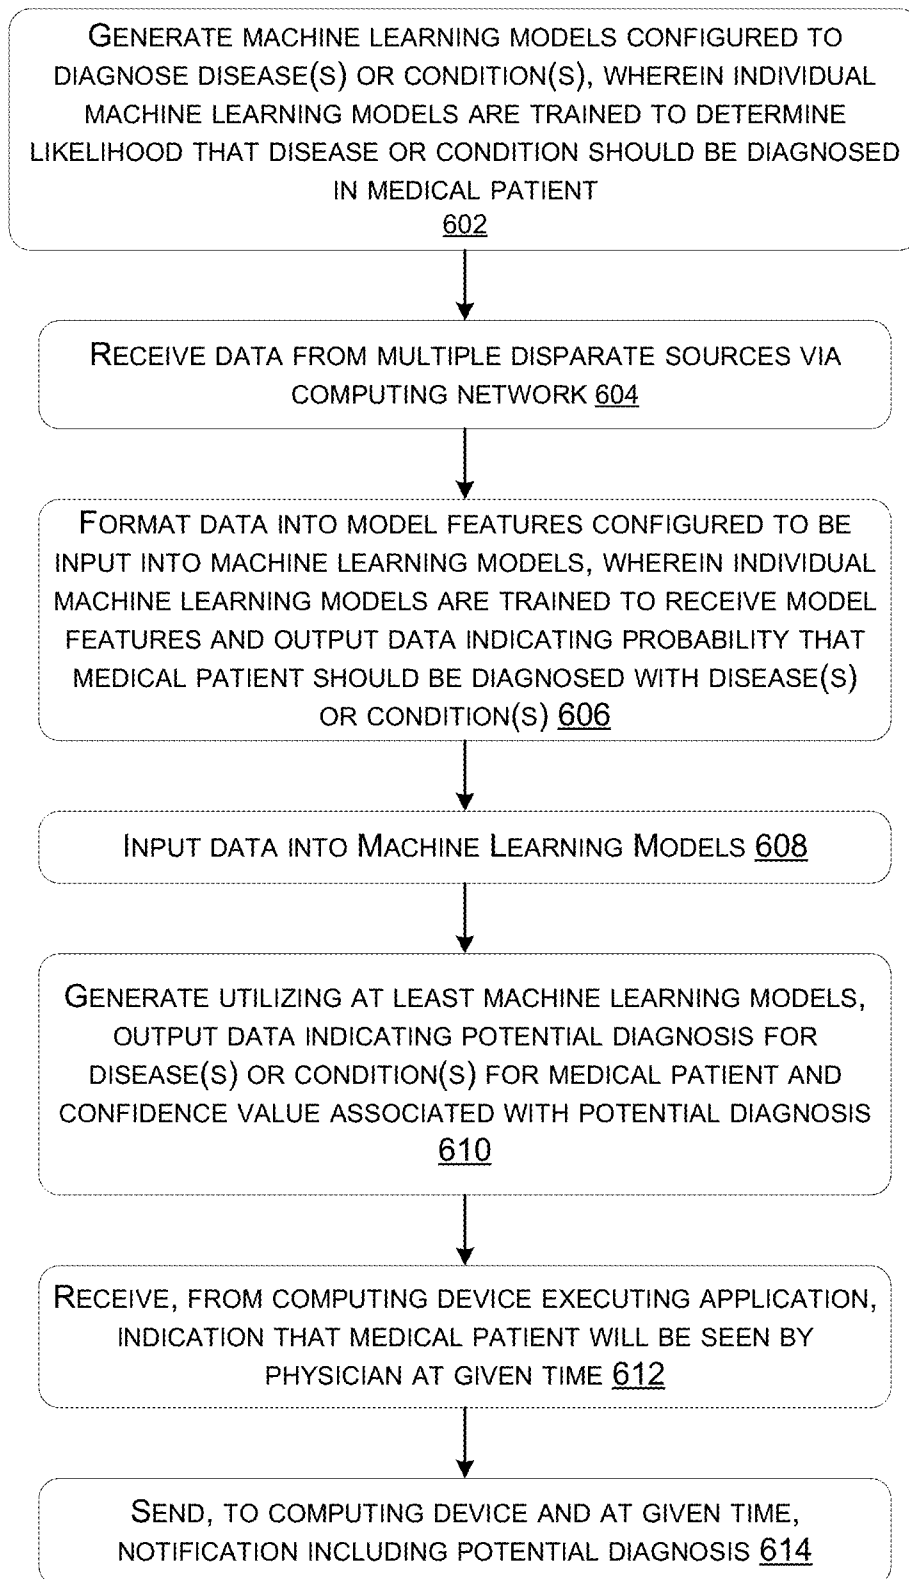 GENERATE MACHINE LEARNING MODELS CONFIGURED TO
DIAGNOSE DISEASE(S) OR CONDITION(S), WHEREIN INDIVIDUAL
MACHINE LEARNING MODELS ARE TRAINED TO DETERMINE
LIKELIHOOD THAT DISEASE OR CONDITION SHOULD BE DIAGNOSED
IN MEDICAL PATIENT
602
RECEIVE DATA FROM MULTIPLE DISPARATE SOURCES VIA
COMPUTING NETWORK 604
FORMAT DATA INTO MODEL FEATURES CONFIGURED TO BE
INPUT INTO MACHINE LEARNING MODELS, WHEREIN INDIVIDUAL
MACHINE LEARNING MODELS ARE TRAINED TO RECEIVE MODEL
FEATURES AND OUTPUT DATA INDICATING PROBABILITY THAT
MEDICAL PATIENT SHOULD BE DIAGNOSED WITH DISEASE(S)
OR CONDITION(S) 606
INPUT DATA INTO MACHINE LEARNING MODELS 608
GENERATE UTILIZING AT LEAST MACHINE LEARNING MODELS,
OUTPUT DATA INDICATING POTENTIAL DIAGNOSIS FOR
DISEASE(S) OR CONDITION(S) FOR MEDICAL PATIENT AND
CONFIDENCE VALUE ASSOCIATED WITH POTENTIAL DIAGNOSIS
610
RECEIVE, FROM COMPUTING DEVICE EXECUTING APPLICATION,
INDICATION THAT MEDICAL PATIENT WILL BE SEEN BY
PHYSICIAN AT GIVEN TIME 612
SEND, TO COMPUTING DEVICE AND AT GIVEN TIME,
NOTIFICATION INCLUDING POTENTIAL DIAGNOSIS 614